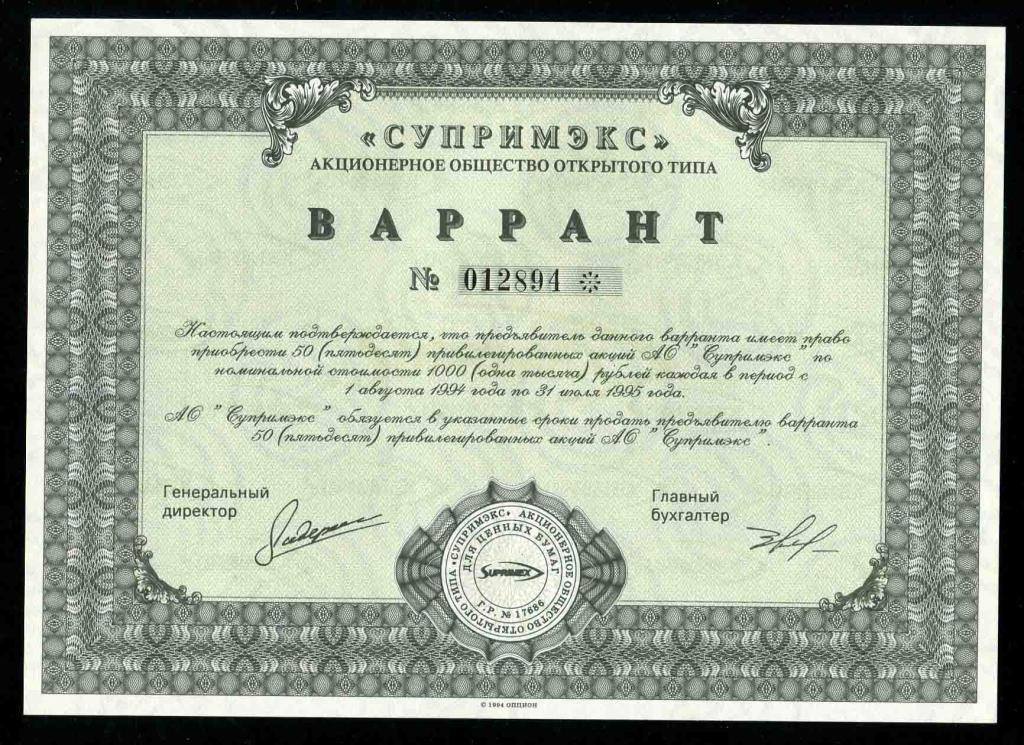 «СУПРИМЭКС»
АКЦИОНЕРНОЕ ОБЩЕСТВО ОТКРЫТОГО ТИПА
ВАРРАНТ
№ 012894 *
Настоящим подтверждается, что предъявитель данного варранта имеет право
приобрести 50 (пятьдесят) привилегированных акций АО "Супримэкс" по
номинальной стоимости 1000 (одна тысяча) рублей каждая в период с
1 августа 1994 года по 31 июля 1995 года.
АО "Супримэкс" обязуется в указанные сроки продать предъявителю варранта
50 (пятьдесят) привилегированных акций АО "Супримэкс".
Генеральный
директор
Главный
бухгалтер
«СУПРИМЭКС» АКЦИОНЕРНОЕ ОБЩЕСТВО ОТКРЫТОГО ТИПА
ДЛЯ ЦЕННЫХ БУМАГ
SUPRIMEX
Г.Р. № 17686
© 1994 ОПЦИОН